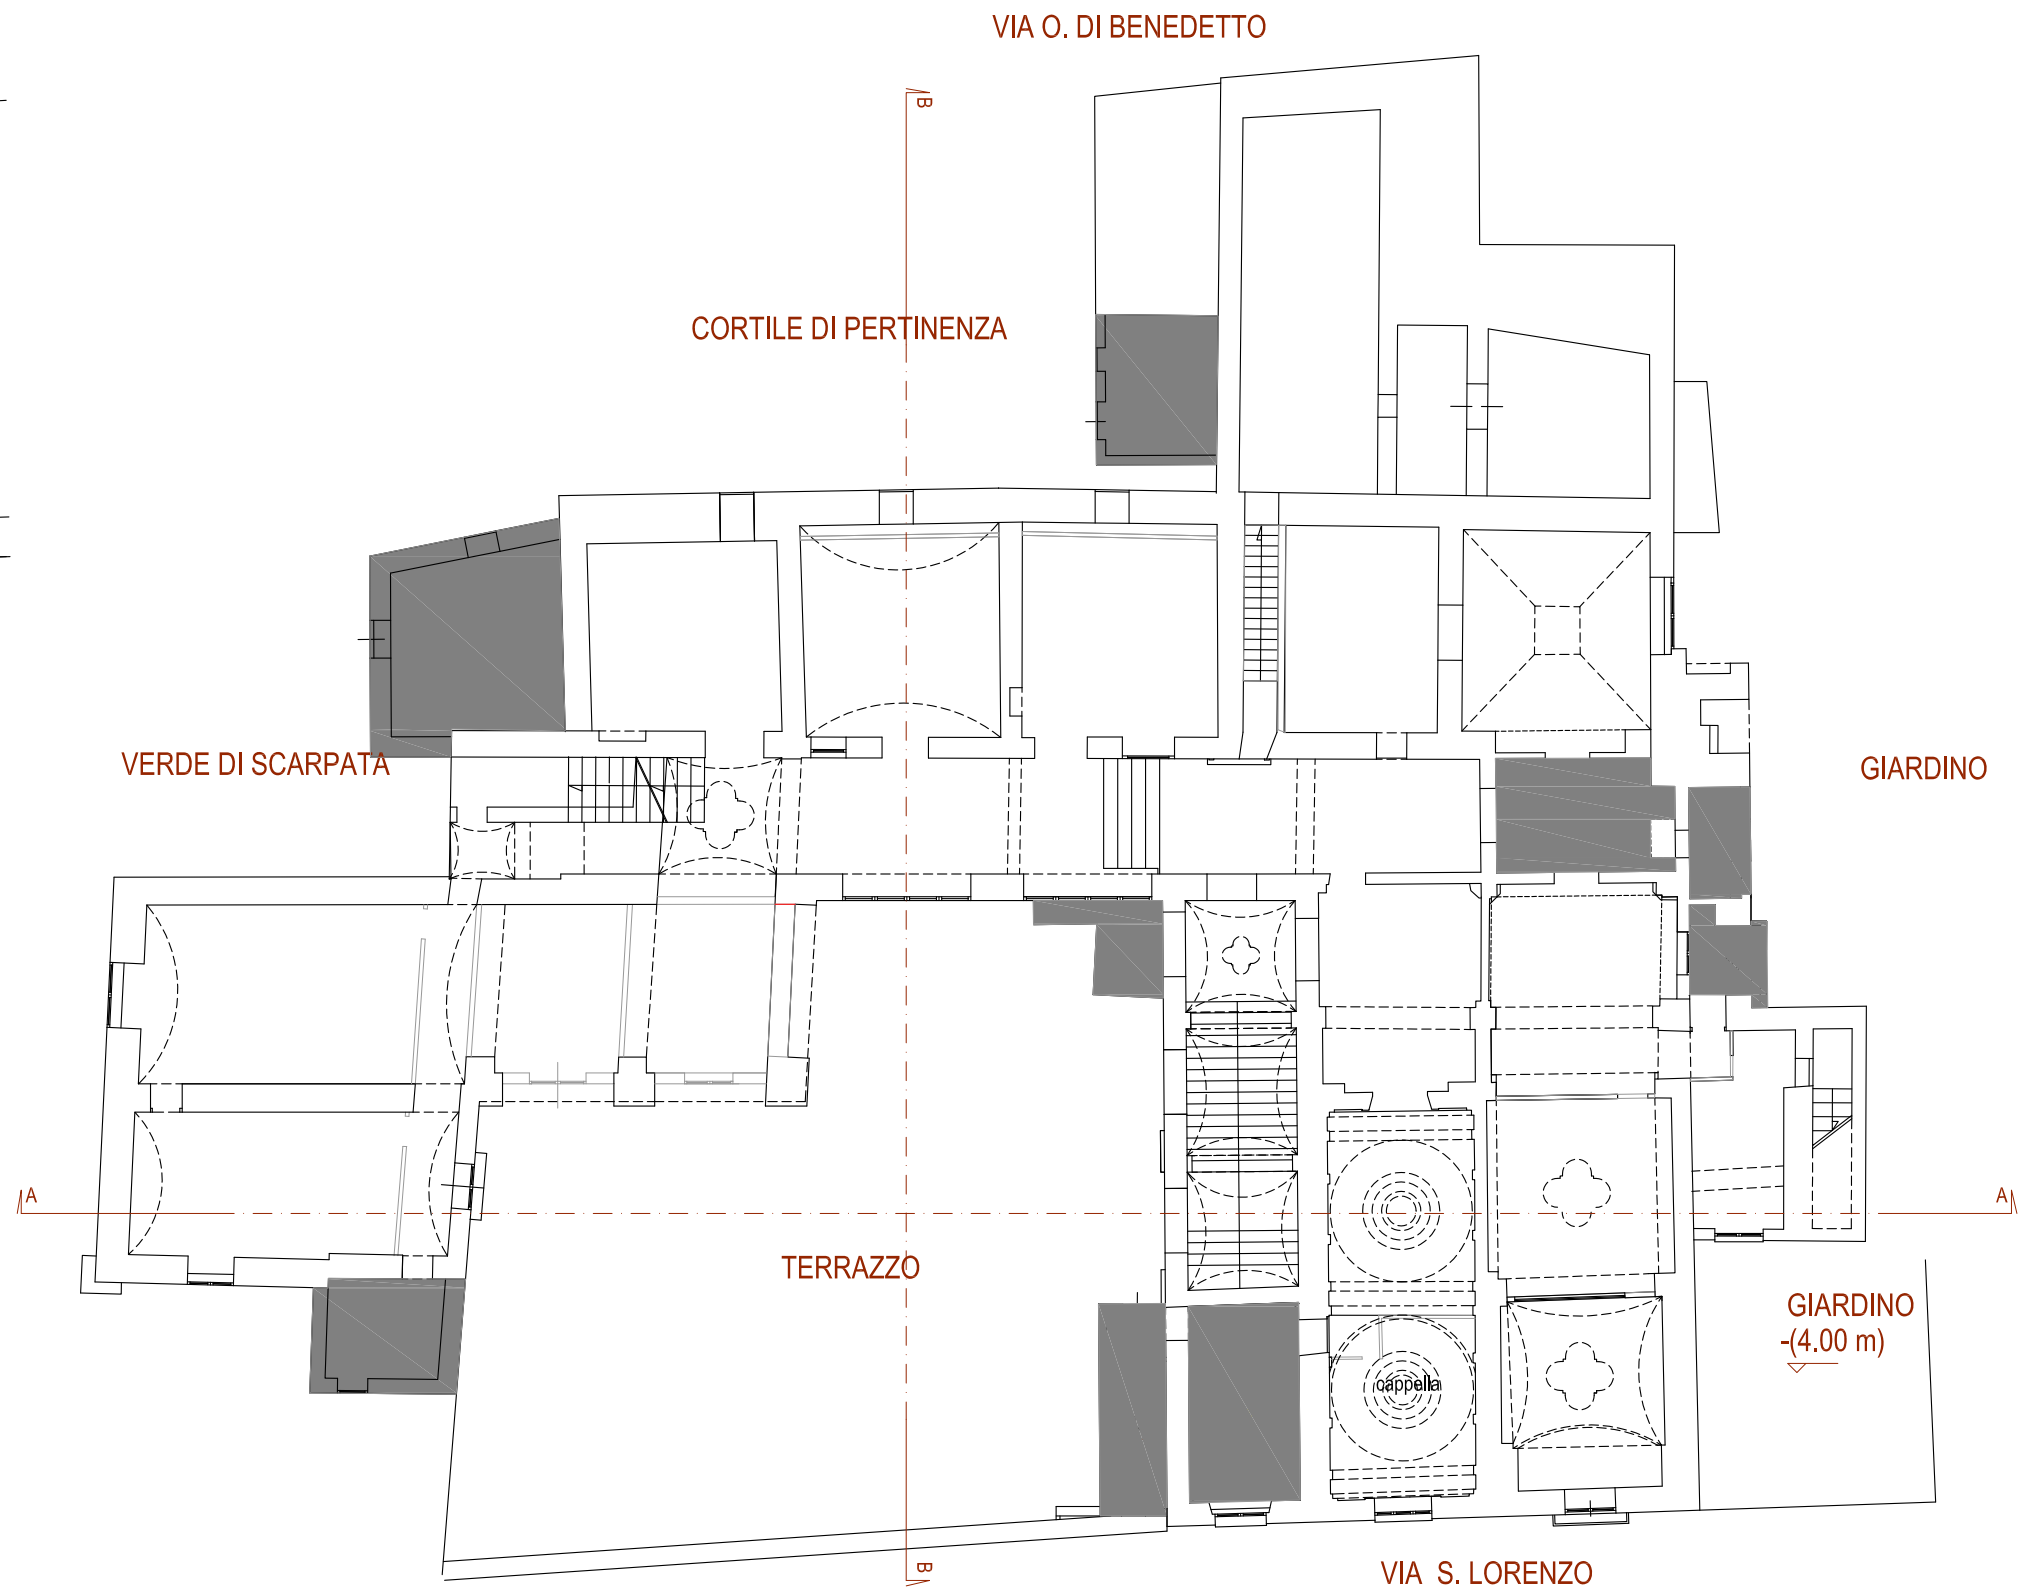 VIA O. DI BENEDETTO
B
CORTILE DI PERTINENZA
VERDE DI SCARPATA
GIARDINO
A
A
TERRAZZO
GIARDINO
-(4.00 m)
cappella
B
VIA S. LORENZO